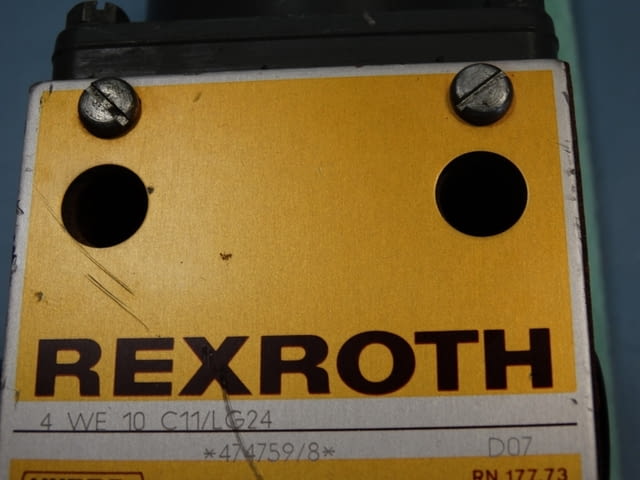 REXROTH
4 WE 10 C11/LG24
*474759/8* D07
RN 177.73